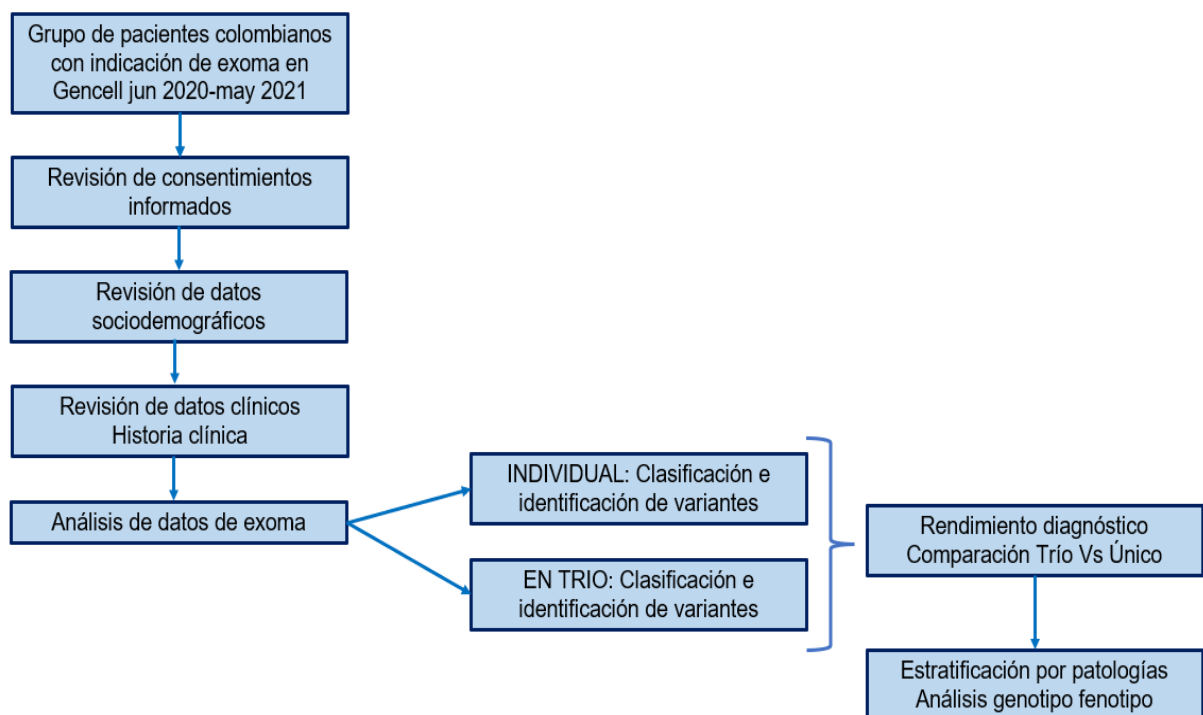 Grupo de pacientes colombianos
con indicación de exoma en
Gencell jun 2020-may 2021
Revisión de consentimientos
informados
Revisión de datos
sociodemográficos
Revisión de datos clínicos
Historia clínica
Análisis de datos de exoma
INDIVIDUAL: Clasificación e
identificación de variantes
EN TRIO: Clasificación e
identificación de variantes
Rendimiento diagnóstico
Comparación Trío Vs Único
Estratificación por patologías
Análisis genotipo fenotipo